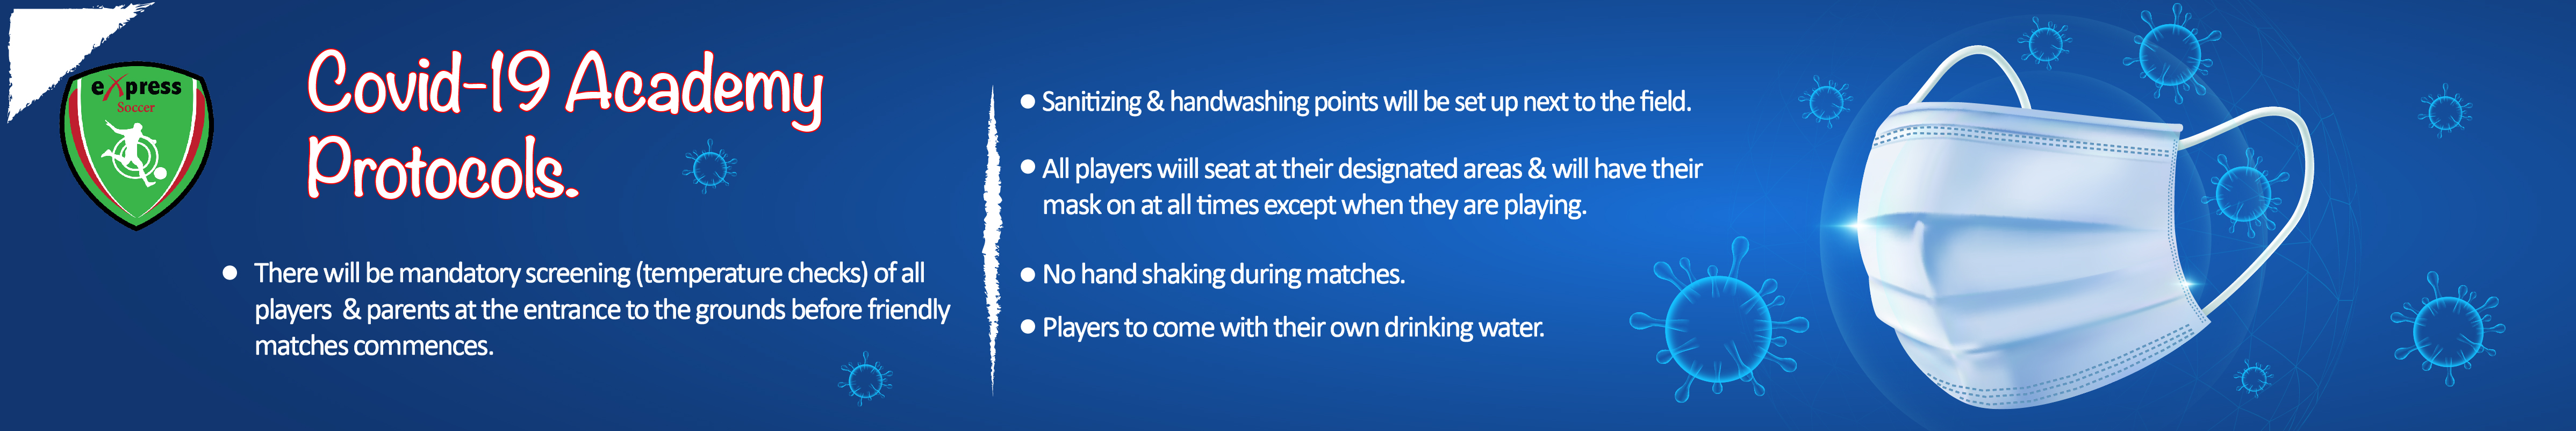 eXpress
Soccer
Covid-19 Academy
Protocols.
● There will be mandatory screening (temperature checks) of all
players & parents at the entrance to the grounds before friendly
matches commences.
● Sanitizing & handwashing points will be set up next to the field.
● All players wiill seat at their designated areas & will have their
mask on at all times except when they are playing.
● No hand shaking during matches.
● Players to come with their own drinking water.